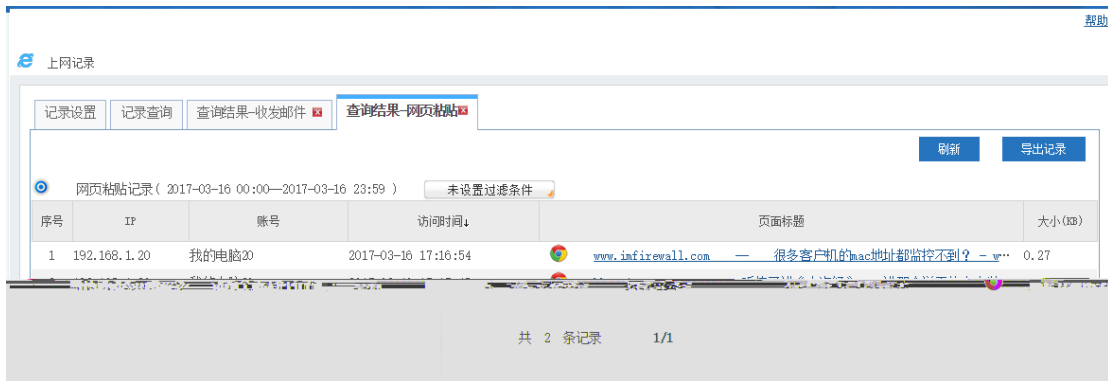 帮助
上网记录
记录设置 记录查询 查询结果—收发邮件 查询结果—网页粘贴
刷新 导出记录
网页粘贴记录( 2017-03-16 00:00—2017-03-16 23:59 ) 未设置过滤条件
序号 IP 账号 访问时间↓ 页面标题 大小(KB)
1 192.168.1.20 我的电脑20 2017-03-16 17:16:54 www.imfirewall.com — 很多客户机的mac地址都监控不到? - w… 0.27
共 2 条记录 1/1